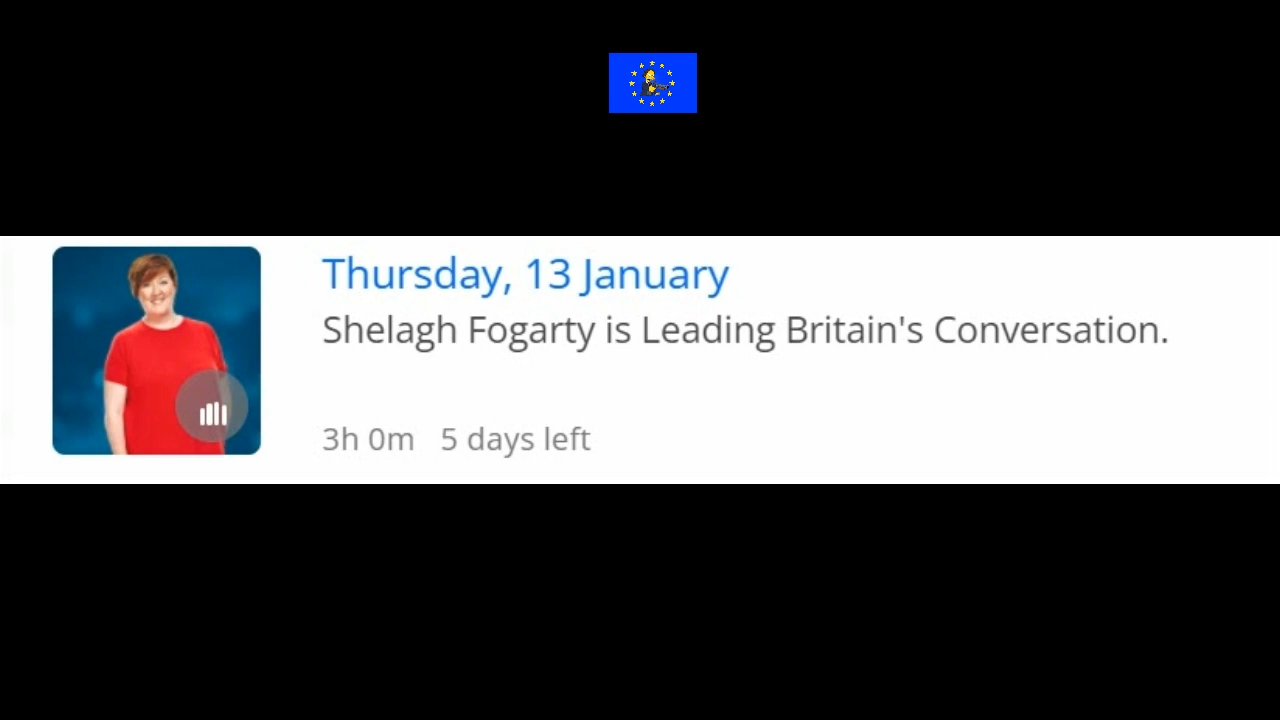 Thursday, 13 January
Shelagh Fogarty is Leading Britain's Conversation.
3h 0m 5 days left